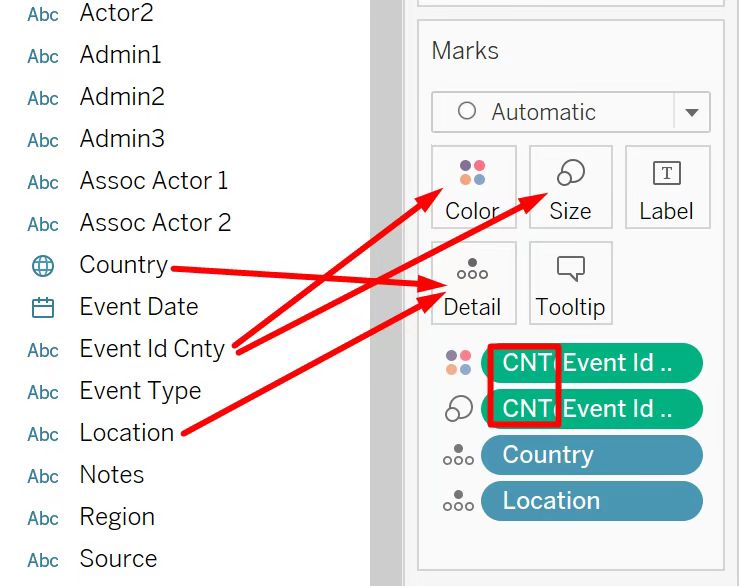 Abc Actor2
Abc Admin1
Abc Admin2
Abc Admin3
Abc Assoc Actor 1
Abc Assoc Actor 2
Country
Event Date
Abc Event Id Cnty
Abc Event Type
Abc Location
Abc Notes
Abc Region
Abc Source
Marks
Automatic
Color Size T Label
Detail Tooltip
CNT(Event Id ..
CNT(Event Id ..
Country
Location